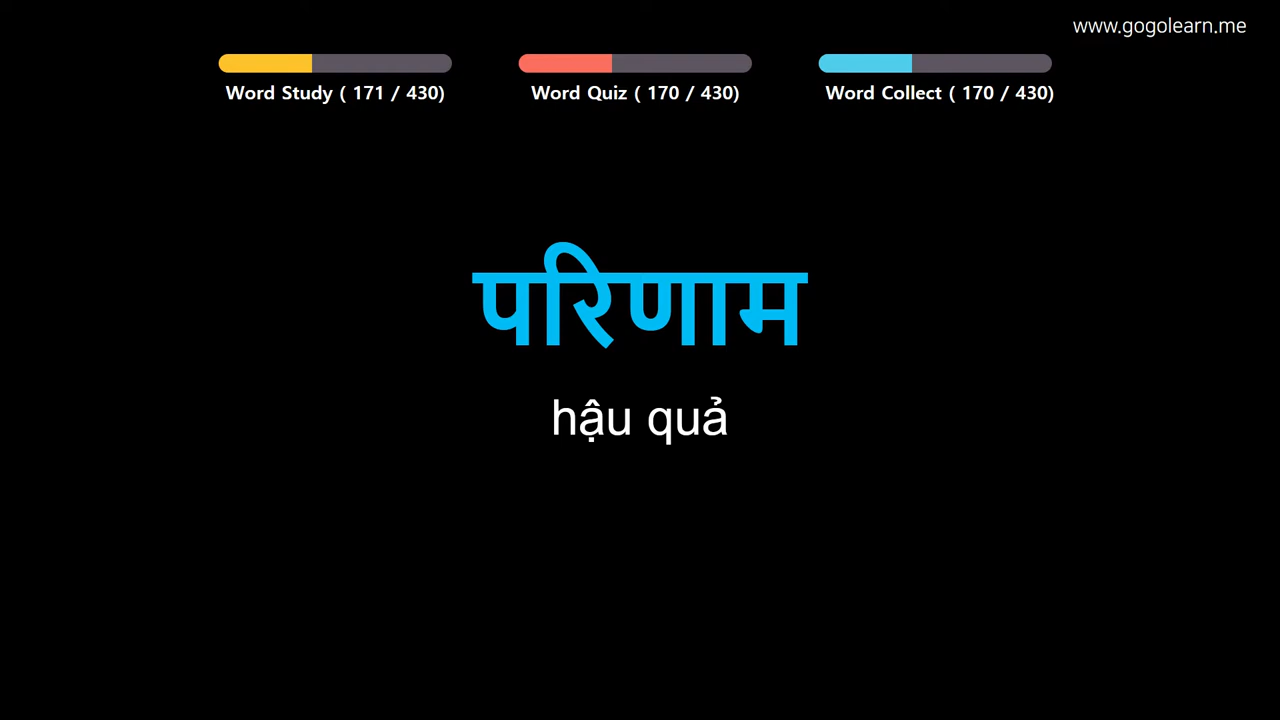 www.gogolearn.me
Word Study ( 171 / 430)
Word Quiz ( 170 / 430)
Word Collect ( 170 / 430)
परिणाम
hậu quả